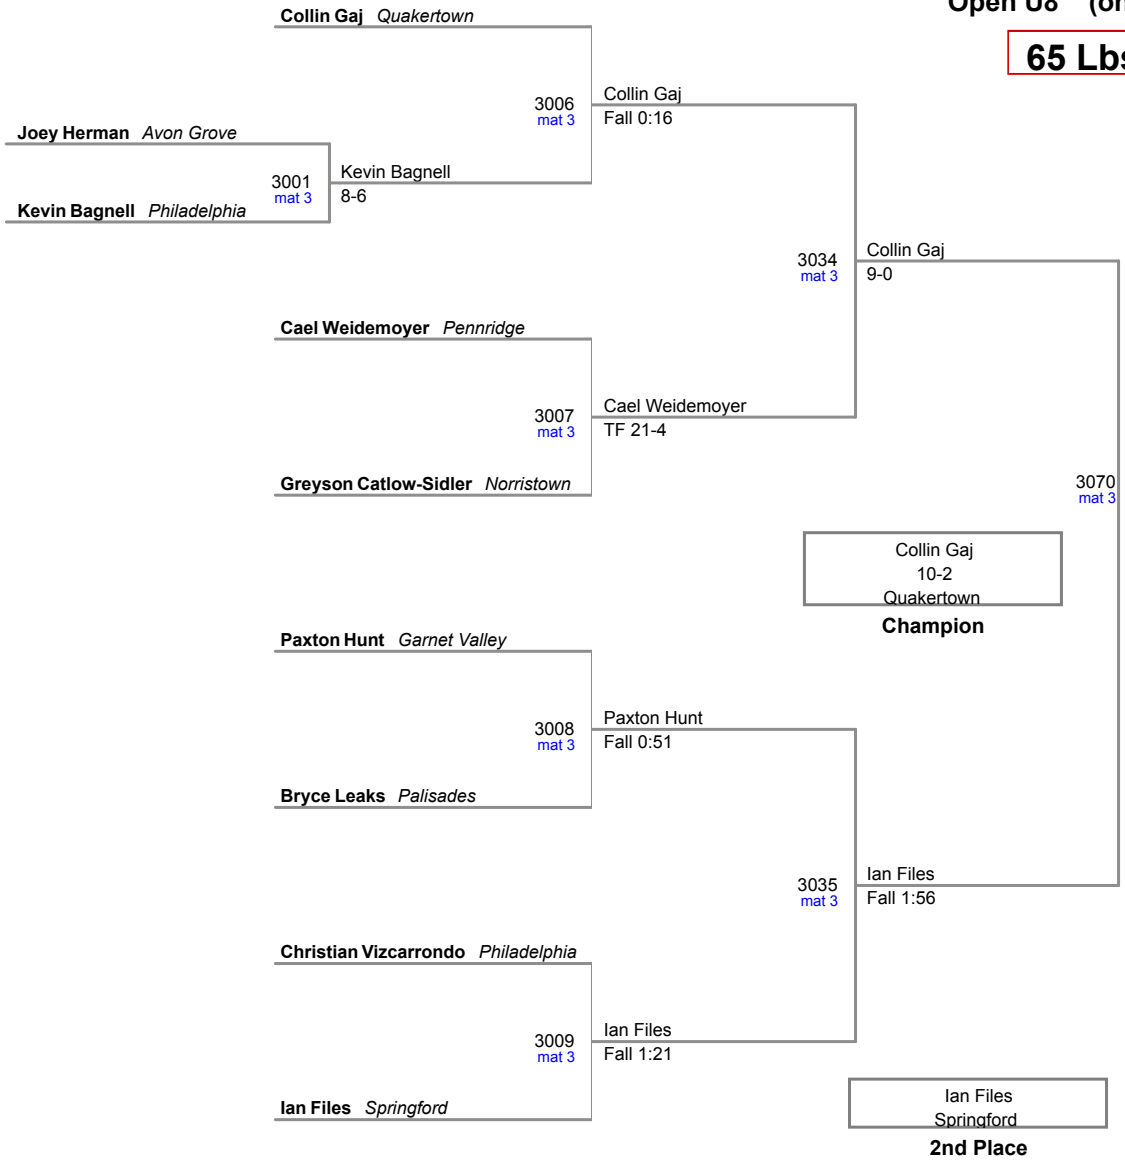 Open U8 (on
65 Lbs
Collin Gaj Quakertown
3006
mat 3
Collin Gaj
Fall 0:16
Joey Herman Avon Grove
3001
mat 3
Kevin Bagnell
8-6
Kevin Bagnell Philadelphia
3034
mat 3
Collin Gaj
9-0
Cael Weidemoyer Pennridge
3007
mat 3
Cael Weidemoyer
TF 21-4
Greyson Catlow-Sidler Norristown
3070
mat 3
Collin Gaj
10-2
Quakertown
Champion
Paxton Hunt Garnet Valley
3008
mat 3
Paxton Hunt
Fall 0:51
Bryce Leaks Palisades
3035
mat 3
Ian Files
Fall 1:56
Christian Vizcarrondo Philadelphia
3009
mat 3
Ian Files
Fall 1:21
Ian Files Springford
Ian Files
Springford
2nd Place